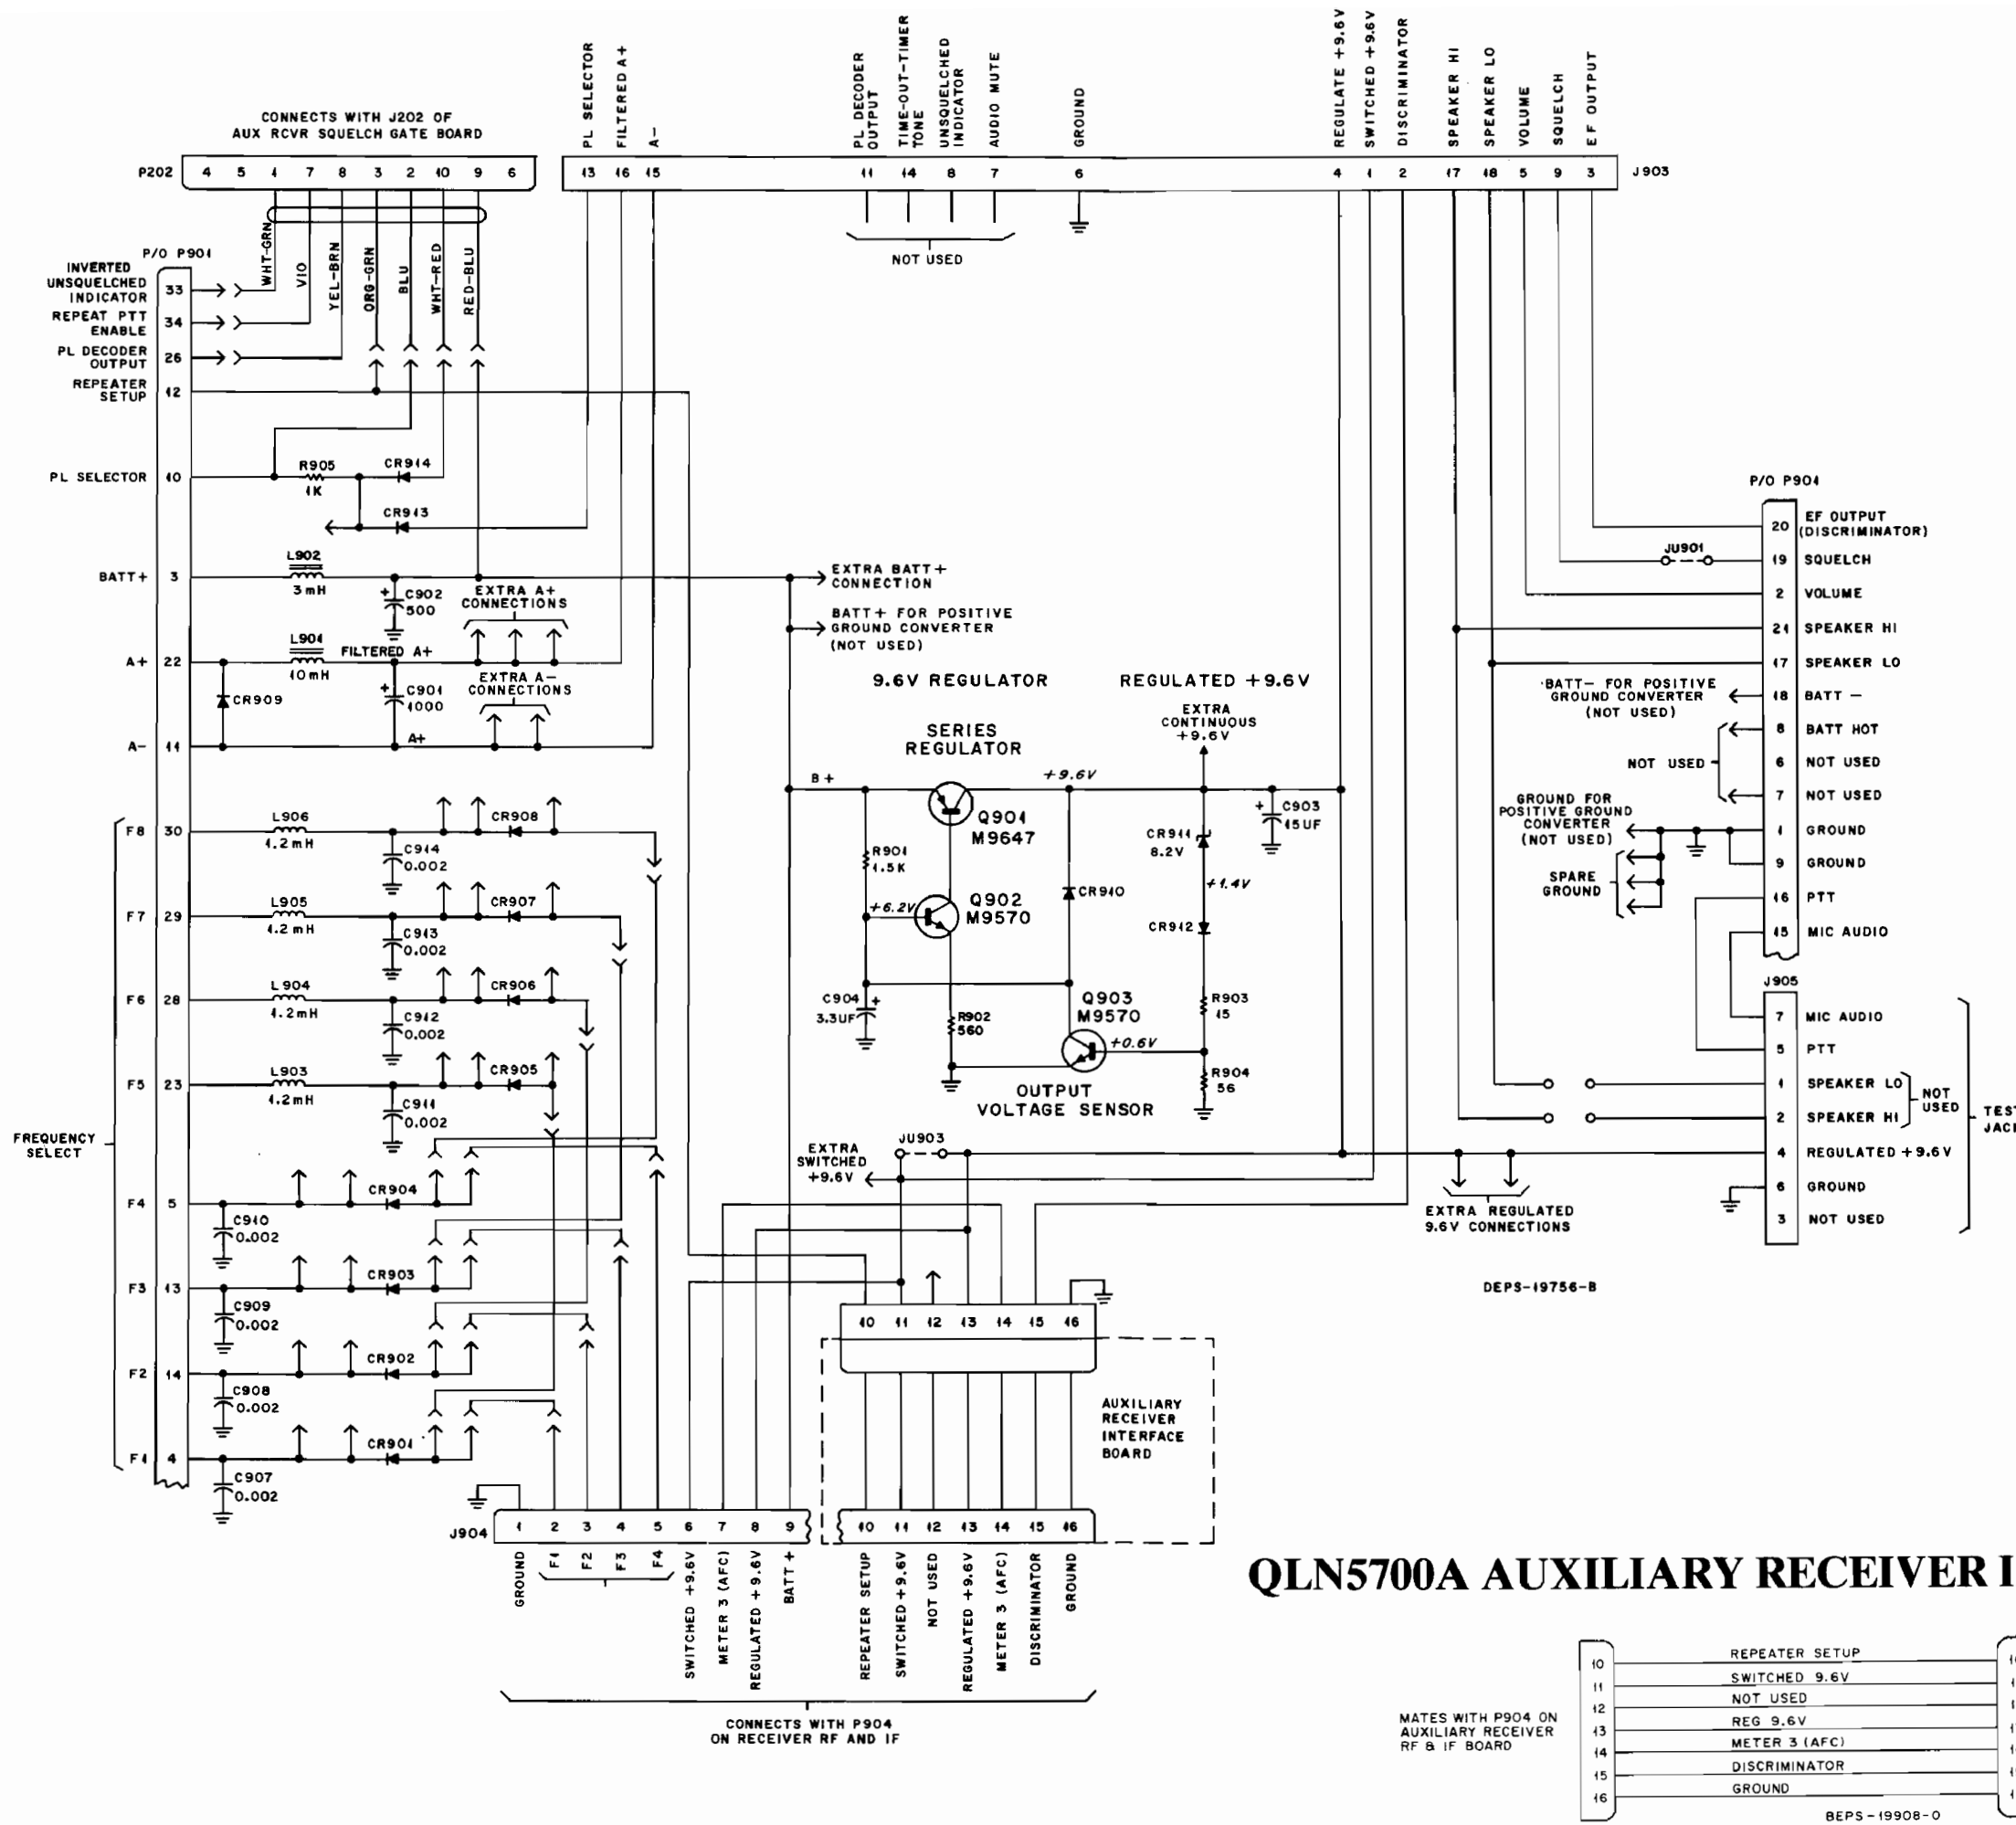 PL SELECTOR
FILTERED A+
A-
PL DECODER
OUTPUT
TIME-OUT-TIMER
TONE
UNSQUELCHED
INDICATOR
AUDIO MUTE
GROUND
REGULATE +9.6V
SWITCHED +9.6V
DISCRIMINATOR
SPEAKER HI
SPEAKER LO
VOLUME
SQUELCH
EF OUTPUT
CONNECTS WITH J202 OF
AUX RCVR SQUELCH GATE BOARD
P202 4 5 1 7 8 3 2 10 9 6
13 16 15 11 14 8 7 6 4 1 2 17 18 5 9 3 J903
NOT USED
WHT-GRN
VIO
YEL-BRN
ORG-GRN
BLU
WHT-RED
RED-BLU
P/O P901
INVERTED
UNSQUELCHED
INDICATOR 33
REPEAT PTT
ENABLE 34
PL DECODER
OUTPUT 26
REPEATER
SETUP 12
PL SELECTOR 10
R905
1K
CR914
CR913
BATT+ 3
L902
3mH
C902
500
+
EXTRA A+
CONNECTIONS
A+ 22
L901
10mH
FILTERED A+
CR909
C901
1000
+
EXTRA A-
CONNECTIONS
A- 11
A+
EXTRA BATT+
CONNECTION
BATT+ FOR POSITIVE
GROUND CONVERTER
(NOT USED)
9.6V REGULATOR
REGULATED +9.6V
SERIES
REGULATOR
EXTRA
CONTINUOUS
+9.6V
B+
+9.6V
Q901
M9647
R901
1.5K
+6.2V
Q902
M9570
CR910
CR911
8.2V
+1.4V
CR912
C903
15UF
+
C904
3.3UF
+
R902
560
Q903
M9570
+0.6V
R903
15
R904
56
OUTPUT
VOLTAGE SENSOR
FREQUENCY
SELECT
F8 30
L906
1.2mH
C914
0.002
CR908
F7 29
L905
1.2mH
C913
0.002
CR907
F6 28
L904
1.2mH
C912
0.002
CR906
F5 23
L903
1.2mH
C911
0.002
CR905
F4 5
C910
0.002
CR904
F3 13
C909
0.002
CR903
F2 14
C908
0.002
CR902
F1 4
C907
0.002
CR901
P/O P901
20 EF OUTPUT
(DISCRIMINATOR)
JU901
19 SQUELCH
2 VOLUME
21 SPEAKER HI
17 SPEAKER LO
BATT- FOR POSITIVE
GROUND CONVERTER
(NOT USED)
18 BATT -
8 BATT HOT
NOT USED
6 NOT USED
7 NOT USED
GROUND FOR
POSITIVE GROUND
CONVERTER
(NOT USED)
1 GROUND
9 GROUND
SPARE
GROUND
16 PTT
15 MIC AUDIO
J905
7 MIC AUDIO
5 PTT
1 SPEAKER LO
2 SPEAKER HI
NOT
USED
4 REGULATED +9.6V
6 GROUND
3 NOT USED
EXTRA
SWITCHED
+9.6V
JU903
EXTRA REGULATED
9.6V CONNECTIONS
DEPS-19756-B
10 11 12 13 14 15 16
AUXILIARY
RECEIVER
INTERFACE
BOARD
J904 1 2 3 4 5 6 7 8 9
10 11 12 13 14 15 16
GROUND
F1
F2
F3
F4
SWITCHED +9.6V
METER 3 (AFC)
REGULATED +9.6V
BATT+
REPEATER SETUP
SWITCHED +9.6V
NOT USED
REGULATED +9.6V
METER 3 (AFC)
DISCRIMINATOR
GROUND
CONNECTS WITH P904
ON RECEIVER RF AND IF
QLN5700A AUXILIARY RECEIVER
MATES WITH P904 ON
AUXILIARY RECEIVER
RF & IF BOARD
10 REPEATER SETUP
11 SWITCHED 9.6V
12 NOT USED
13 REG 9.6V
14 METER 3 (AFC)
15 DISCRIMINATOR
16 GROUND
BEPS-19908-0